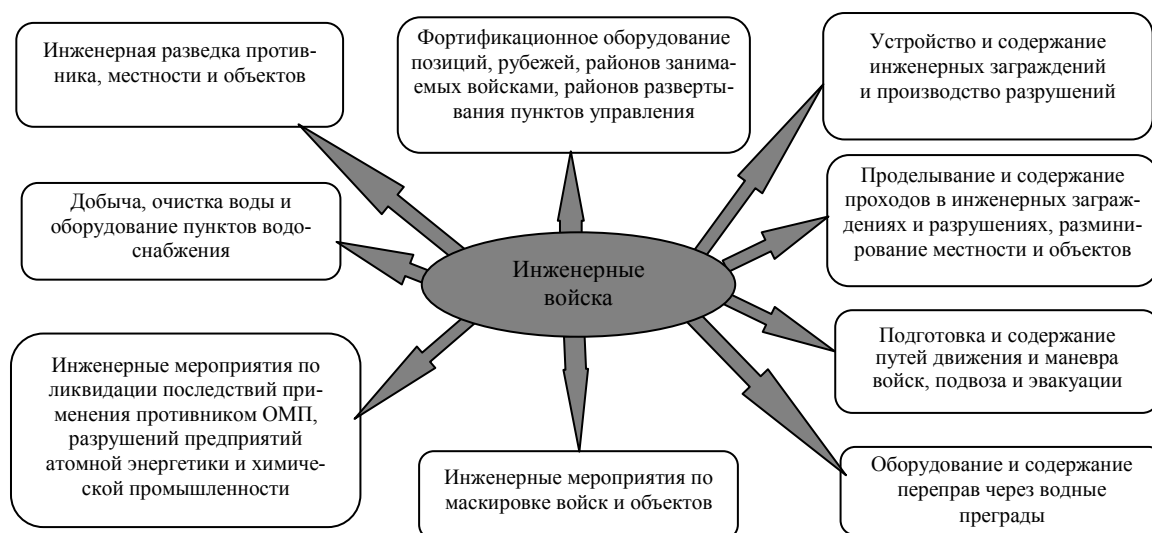 Инженерная разведка против-
ника, местности и объектов
Фортификационное оборудование
позиций, рубежей, районов занима-
емых войсками, районов разверты-
вания пунктов управления
Устройство и содержание
инженерных заграждений
и производство разрушений
Добыча, очистка воды и
оборудование пунктов водо-
снабжения
Инженерные
войска
Проделывание и содержание
проходов в инженерных заграж-
дениях и разрушениях, размини-
рование местности и объектов
Инженерные мероприятия по
ликвидации последствий при-
менения противником ОМП,
разрушений предприятий
атомной энергетики и химиче-
ской промышленности
Подготовка и содержание
путей движения и маневра
войск, подвоза и эвакуации
Инженерные мероприятия по
маскировке войск и объектов
Оборудование и содержание
переправ через водные
преграды